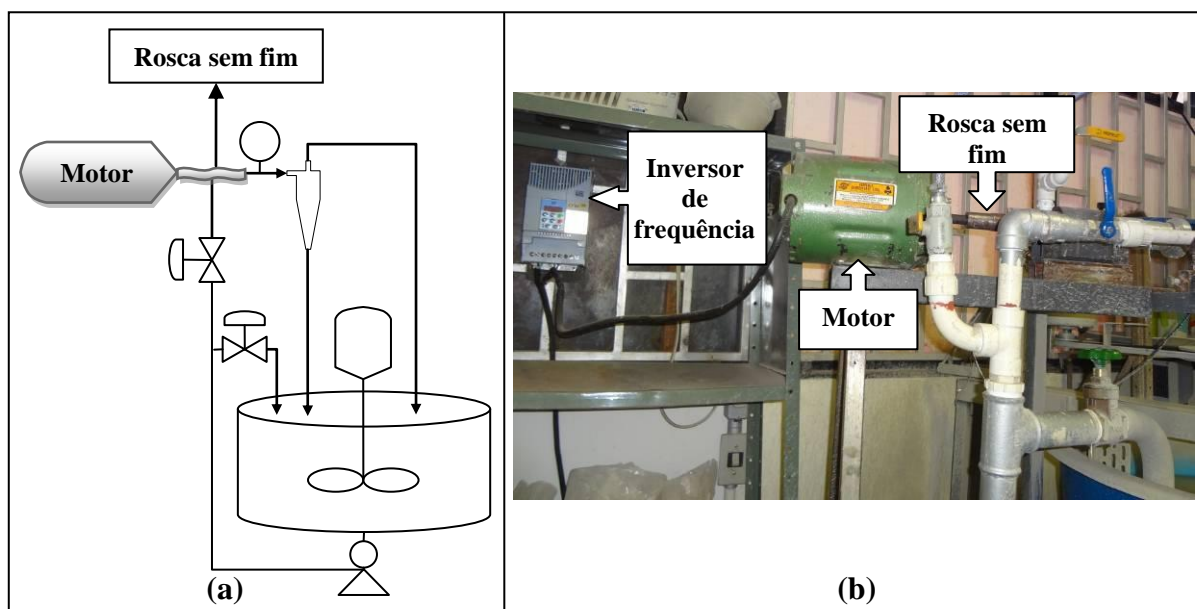 Rosca sem fim
Motor
(a)
Inversor
de
frequência
Rosca sem
fim
Motor
(b)